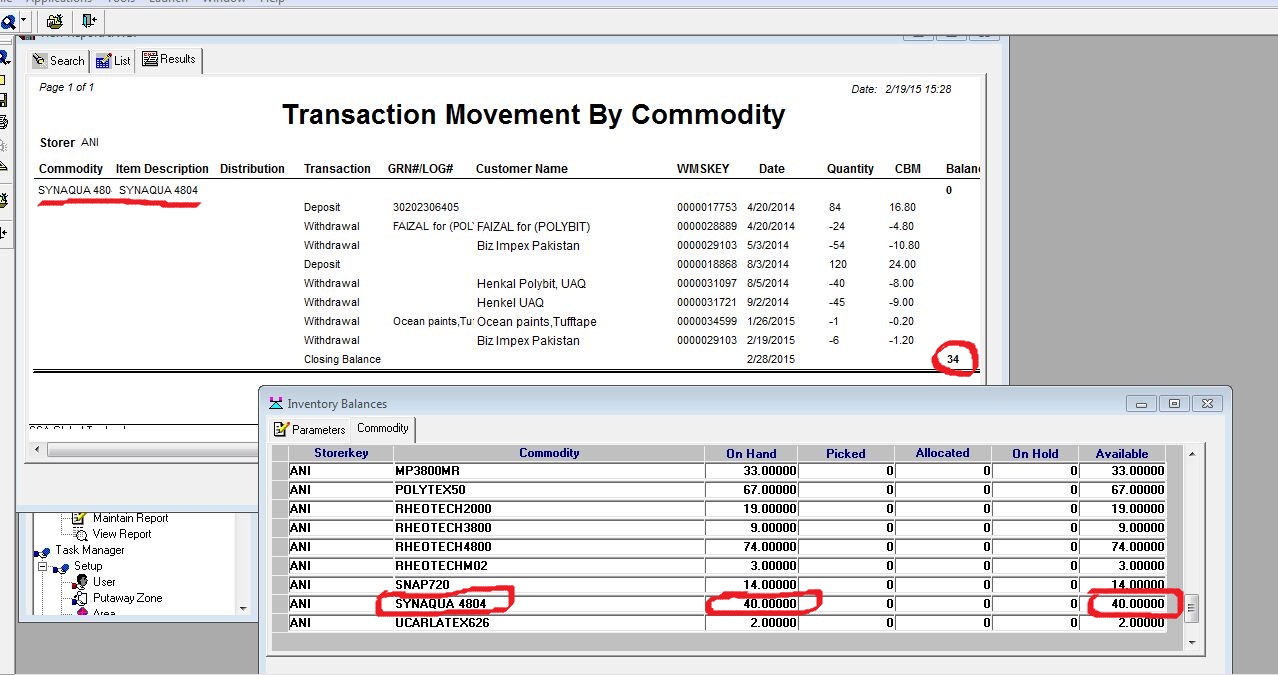 Applications Tools Launch Window Help
Search List Results
Page 1 of 1 Date: 2/19/15 15:28
Transaction Movement By Commodity
Storer ANI
Commodity Item Description Distribution Transaction GRN#/LOG# Customer Name WMSKEY Date Quantity CBM Balan
SYNAQUA 480 SYNAQUA 4804 0
Deposit 30202306405 0000017753 4/20/2014 84 16.80
Withdrawal FAIZAL for (POL FAIZAL for (POLYBIT) 0000028889 4/20/2014 -24 -4.80
Withdrawal Biz Impex Pakistan 0000029103 5/3/2014 -54 -10.80
Deposit 0000018868 8/3/2014 120 24.00
Withdrawal Henkal Polybit, UAQ 0000031097 8/5/2014 -40 -8.00
Withdrawal Henkel UAQ 0000031721 9/2/2014 -45 -9.00
Withdrawal Ocean paints,Tuf Ocean paints,Tufftape 0000034599 1/26/2015 -1 -0.20
Withdrawal Biz Impex Pakistan 0000029103 2/19/2015 -6 -1.20
Closing Balance 2/28/2015 34
Inventory Balances
Parameters Commodity
Storerkey Commodity On Hand Picked Allocated On Hold Available
ANI MP3800MR 33.00000 0 0 0 33.00000
ANI POLYTEX50 67.00000 0 0 0 67.00000
ANI RHEOTECH2000 19.00000 0 0 0 19.00000
ANI RHEOTECH3800 9.00000 0 0 0 9.00000
ANI RHEOTECH4800 74.00000 0 0 0 74.00000
ANI RHEOTECHM02 3.00000 0 0 0 3.00000
ANI SNAP720 14.00000 0 0 0 14.00000
ANI SYNAQUA 4804 40.00000 0 0 0 40.00000
ANI UCARLATEX626 2.00000 0 0 0 2.00000
Maintain Report
View Report
Task Manager
Setup
User
Putaway Zone
Area